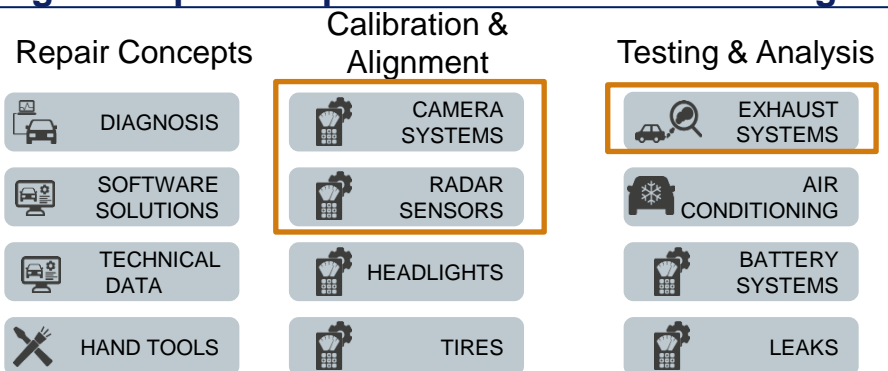 Repair Concepts
DIAGNOSIS
SOFTWARE
SOLUTIONS
TECHNICAL
DATA
HAND TOOLS
Calibration &
Alignment
CAMERA
SYSTEMS
RADAR
SENSORS
HEADLIGHTS
TIRES
Testing & Analysis
EXHAUST
SYSTEMS
AIR
CONDITIONING
BATTERY
SYSTEMS
LEAKS